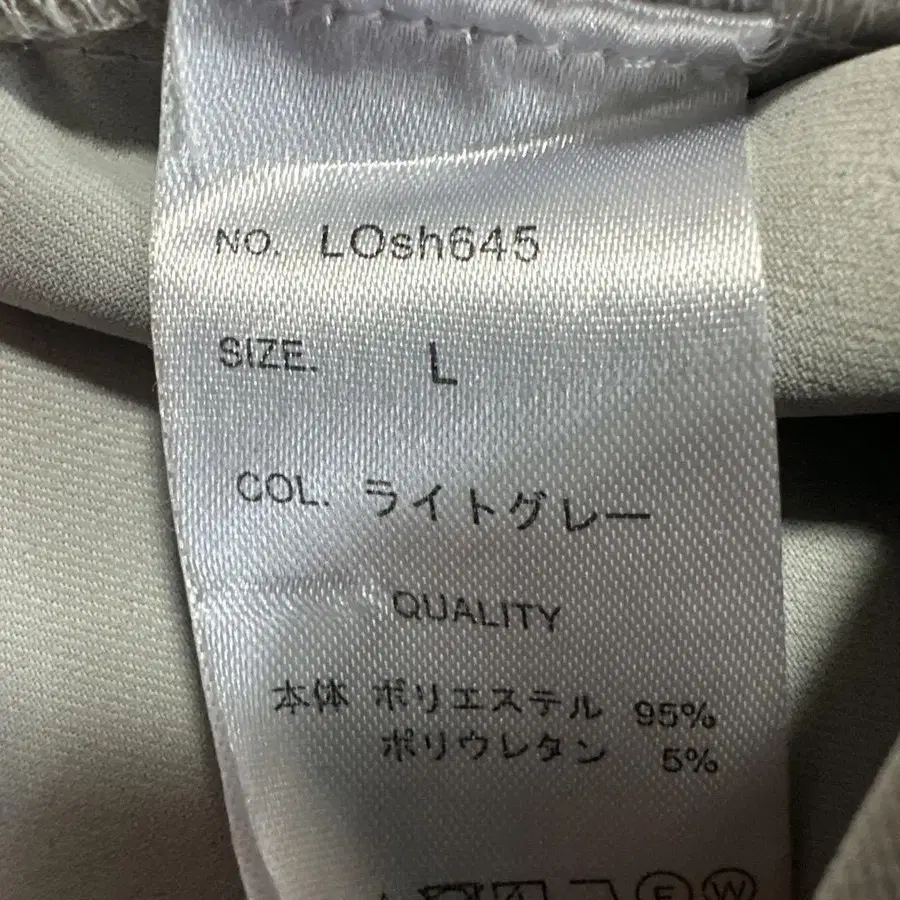 NO. LOsh645
SIZE. L
COL. ライトグレー
QUALITY
本体 ポリエステル 95%
ポリウレタン 5%
F W